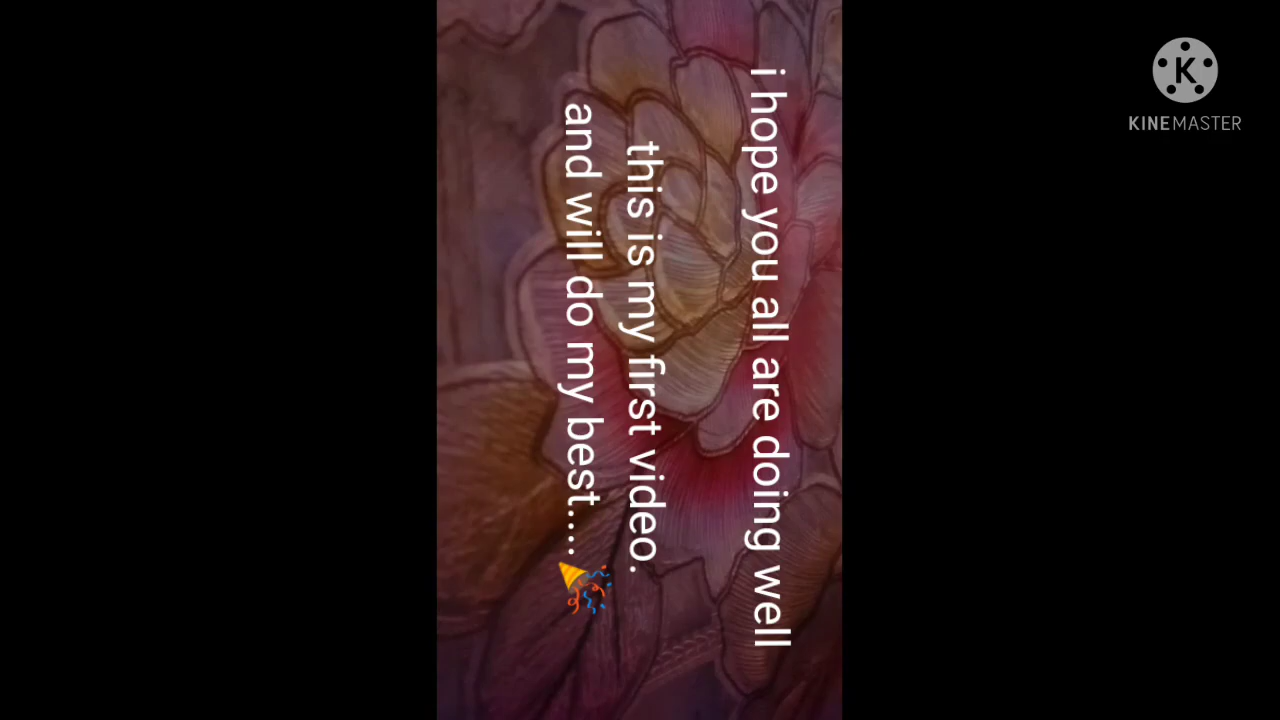 i hope you all are doing well
this is my first video.
and will do my best....🎉
KINEMASTER